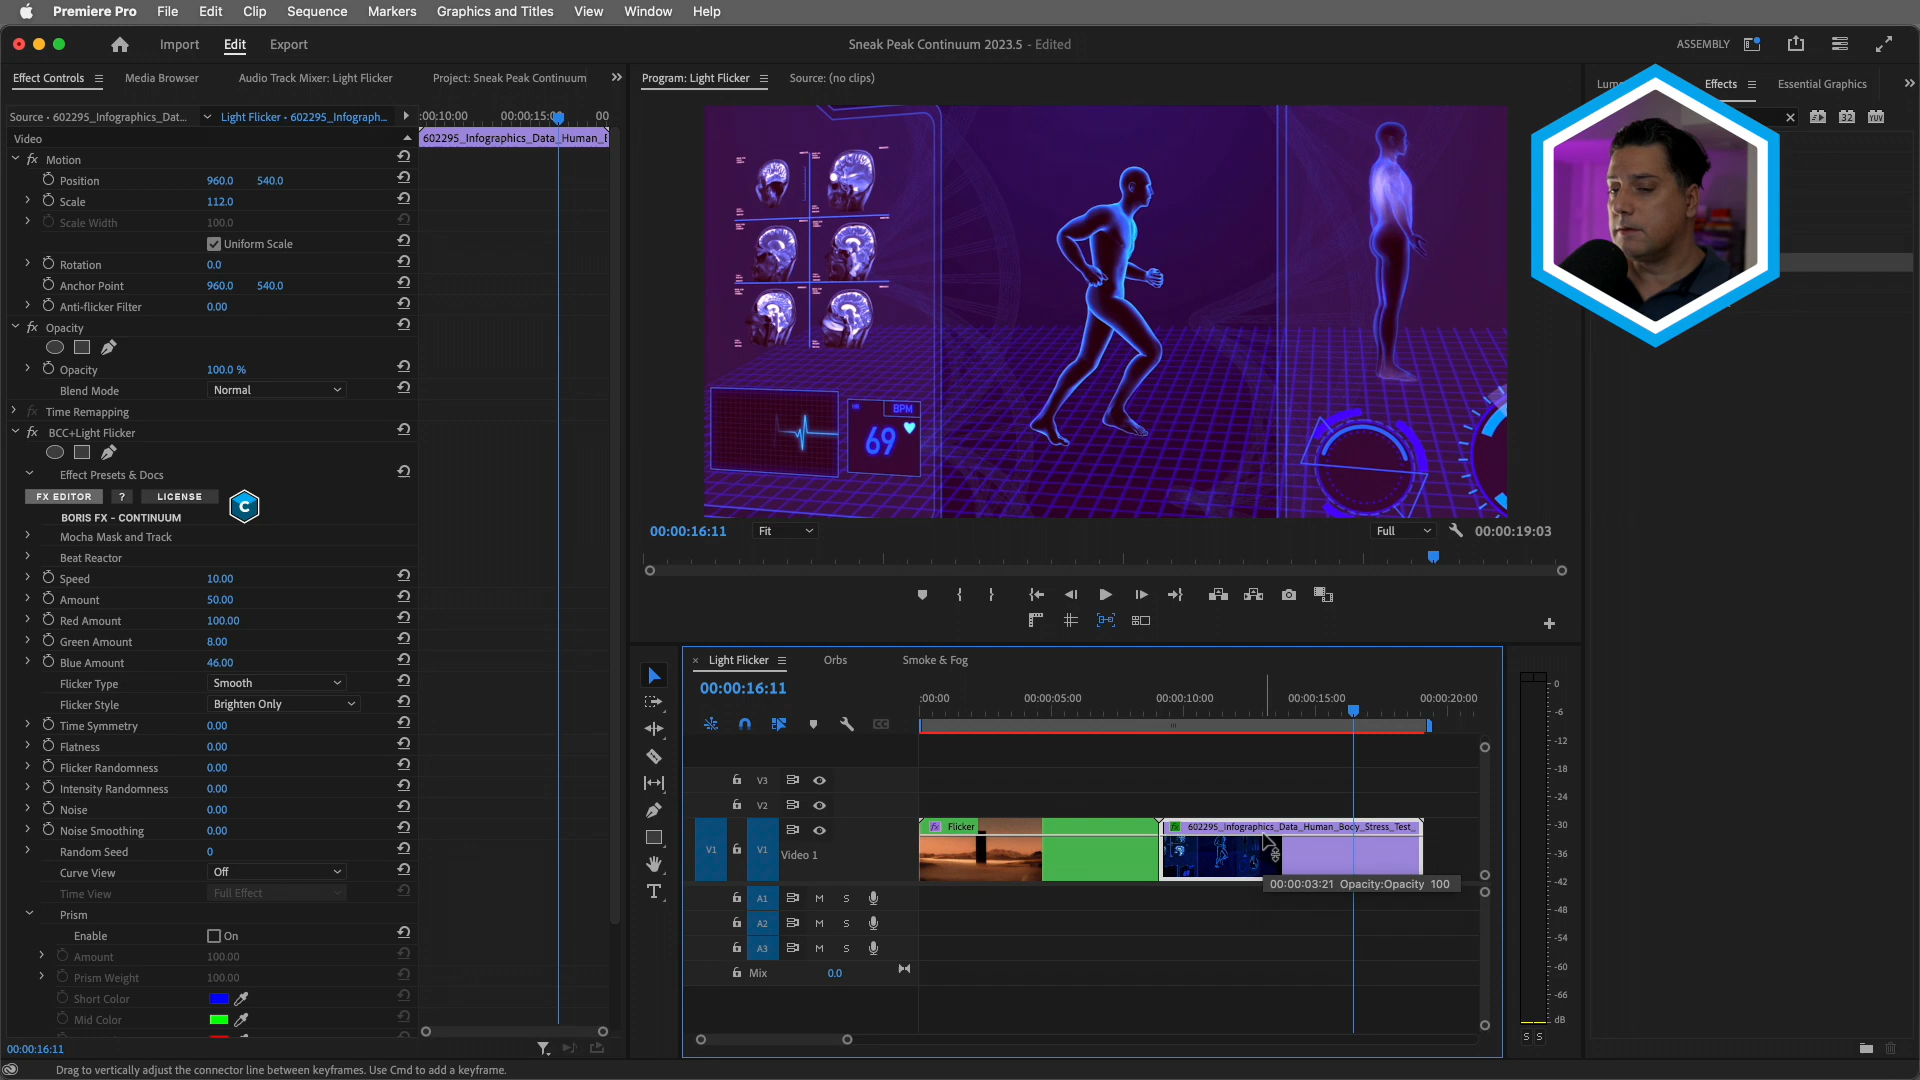 Premiere Pro File Edit Clip Sequence Markers Graphics and Titles View Window Help
Import Edit Export Sneak Peak Continuum 2023.5 - Edited ASSEMBLY
Effect Controls Media Browser Audio Track Mixer: Light Flicker Project: Sneak Peak Continuum
Program: Light Flicker Source: (no clips)
Effects Essential Graphics
Source • 602295_Infographics_Dat... Light Flicker • 602295_Infograph...
:00:10:00 00:00:15:0 00
Video
602295_Infographics_Data_Human_E
Motion
Position 960.0 540.0
Scale 112.0
Scale Width 100.0
Uniform Scale
Rotation 0.0
Anchor Point 960.0 540.0
Anti-flicker Filter 0.00
Opacity
Opacity 100.0 %
Blend Mode Normal
Time Remapping
BCC+Light Flicker
Effect Presets & Docs
FX EDITOR ? LICENSE C
BORIS FX - CONTINUUM
Mocha Mask and Track
Beat Reactor
Speed 10.00
Amount 50.00
Red Amount 100.00
Green Amount 8.00
Blue Amount 46.00
Flicker Type Smooth
Flicker Style Brighten Only
Time Symmetry 0.00
Flatness 0.00
Flicker Randomness 0.00
Intensity Randomness 0.00
Noise 0.00
Noise Smoothing 0.00
Random Seed 0
Curve View Off
Time View Full Effect
Prism
Enable On
Amount 100.00
Prism Weight 100.00
Short Color
Mid Color
00:00:16:11
Drag to vertically adjust the connector line between keyframes. Use Cmd to add a keyframe.
32 YUV
BPM
69
00:00:16:11 Fit Full 00:00:19:03
Light Flicker Orbs Smoke & Fog
00:00:16:11
:00:00 00:00:05:00 00:00:10:00 00:00:15:00 00:00:20:00
CC
V3
V2
V1 V1 Video 1
fx Flicker
fx 602295_Infographics_Data_Human_Body_Stress_Test_
00:00:03:21 Opacity:Opacity 100
A1 M S
A2 M S
A3 M S
Mix 0.0
0
-6
-12
-18
-24
-30
-36
-42
-48
-54
-60
-66
dB
S S